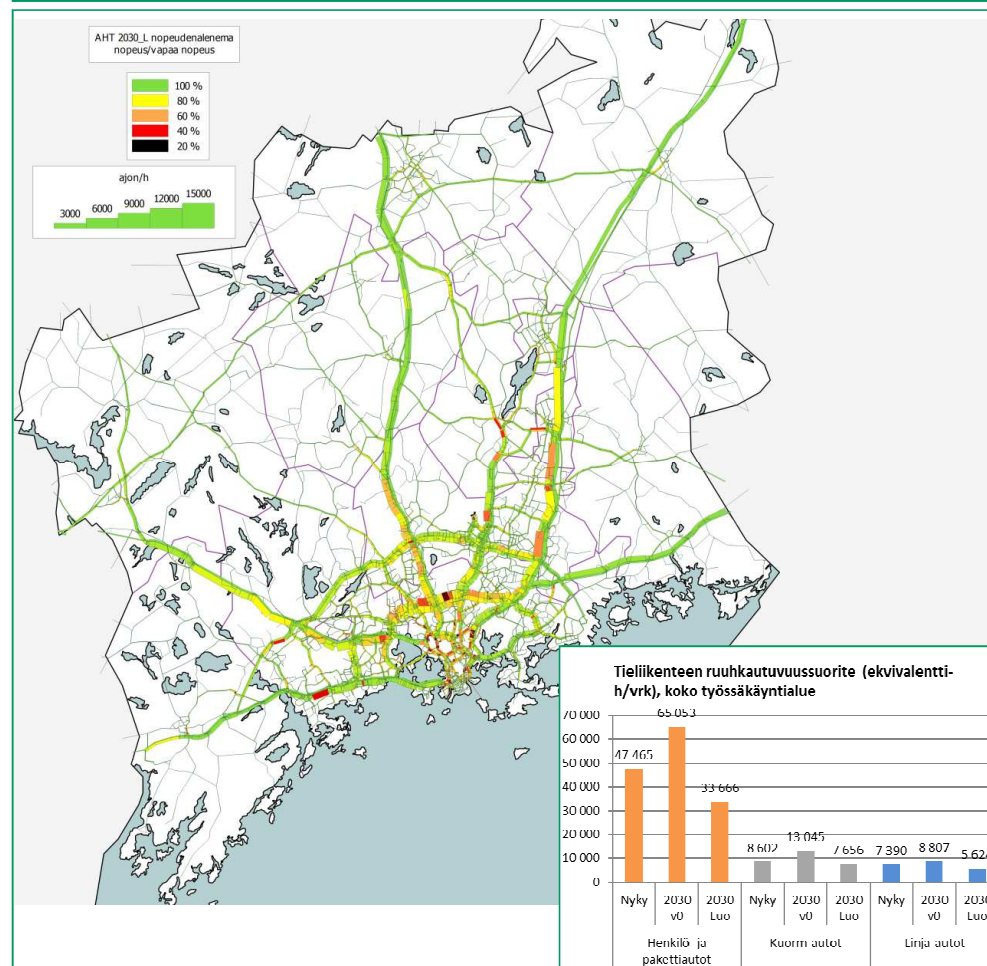 AHT 2030_L nopeudenalenema
nopeus/vapaa nopeus
100 %
80 %
60 %
40 %
20 %
ajon/h
3000 6000 9000 12000 15000
Tieliikenteen ruuhkautuvuussuorite (ekvivalentti-
h/vrk), koko työssäkäyntialue
70 000
60 000
50 000
40 000
30 000
20 000
10 000
0
47 465
65 053
33 666
8 602
13 045
7 656
7 390
8 807
Nyky 2030 2030 Nyky 2030 2030 Nyky 2030 2030
v0 Luo v0 Luo v0 Luo
Henkilö ja Kuorm autot Linja autot
pakettiautot